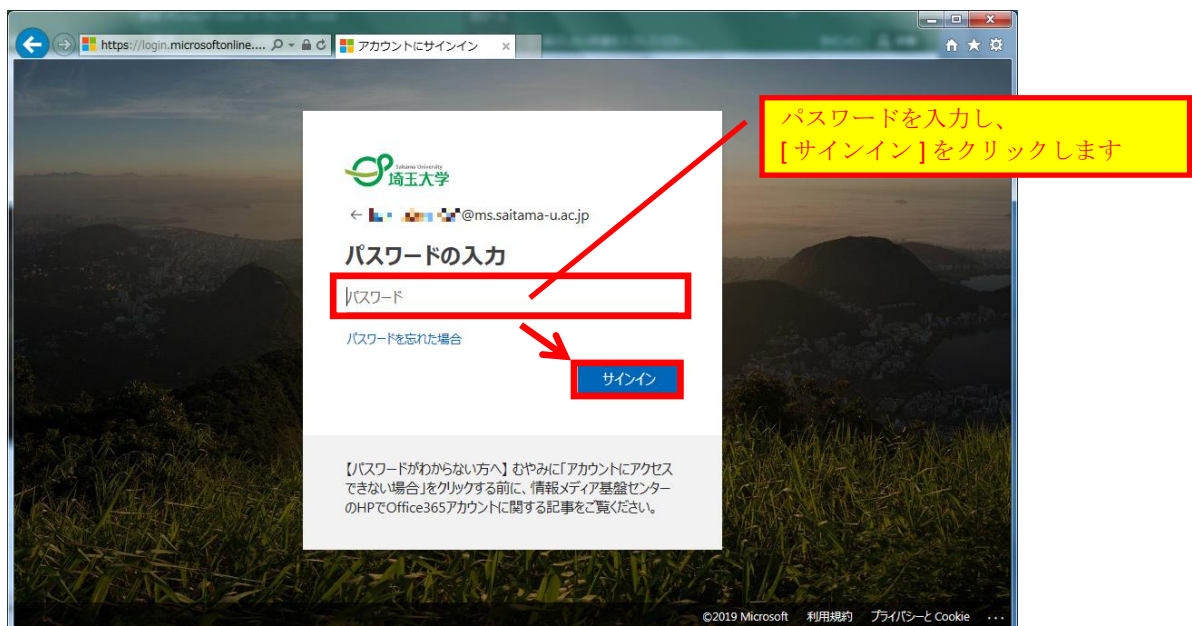 https://login.microsoftonline....
アカウントにサインイン
パスワードを入力し、
[サインイン]をクリックします
Saitama University
埼玉大学
@ms.saitama-u.ac.jp
パスワードの入力
パスワード
パスワードを忘れた場合
サインイン
【パスワードがわからない方へ】むやみに「アカウントにアクセス
できない場合」をクリックする前に、情報メディア基盤センター
のHPでOffice365アカウントに関する記事をご覧ください。
©2019 Microsoft 利用規約 プライバシーと Cookie ...